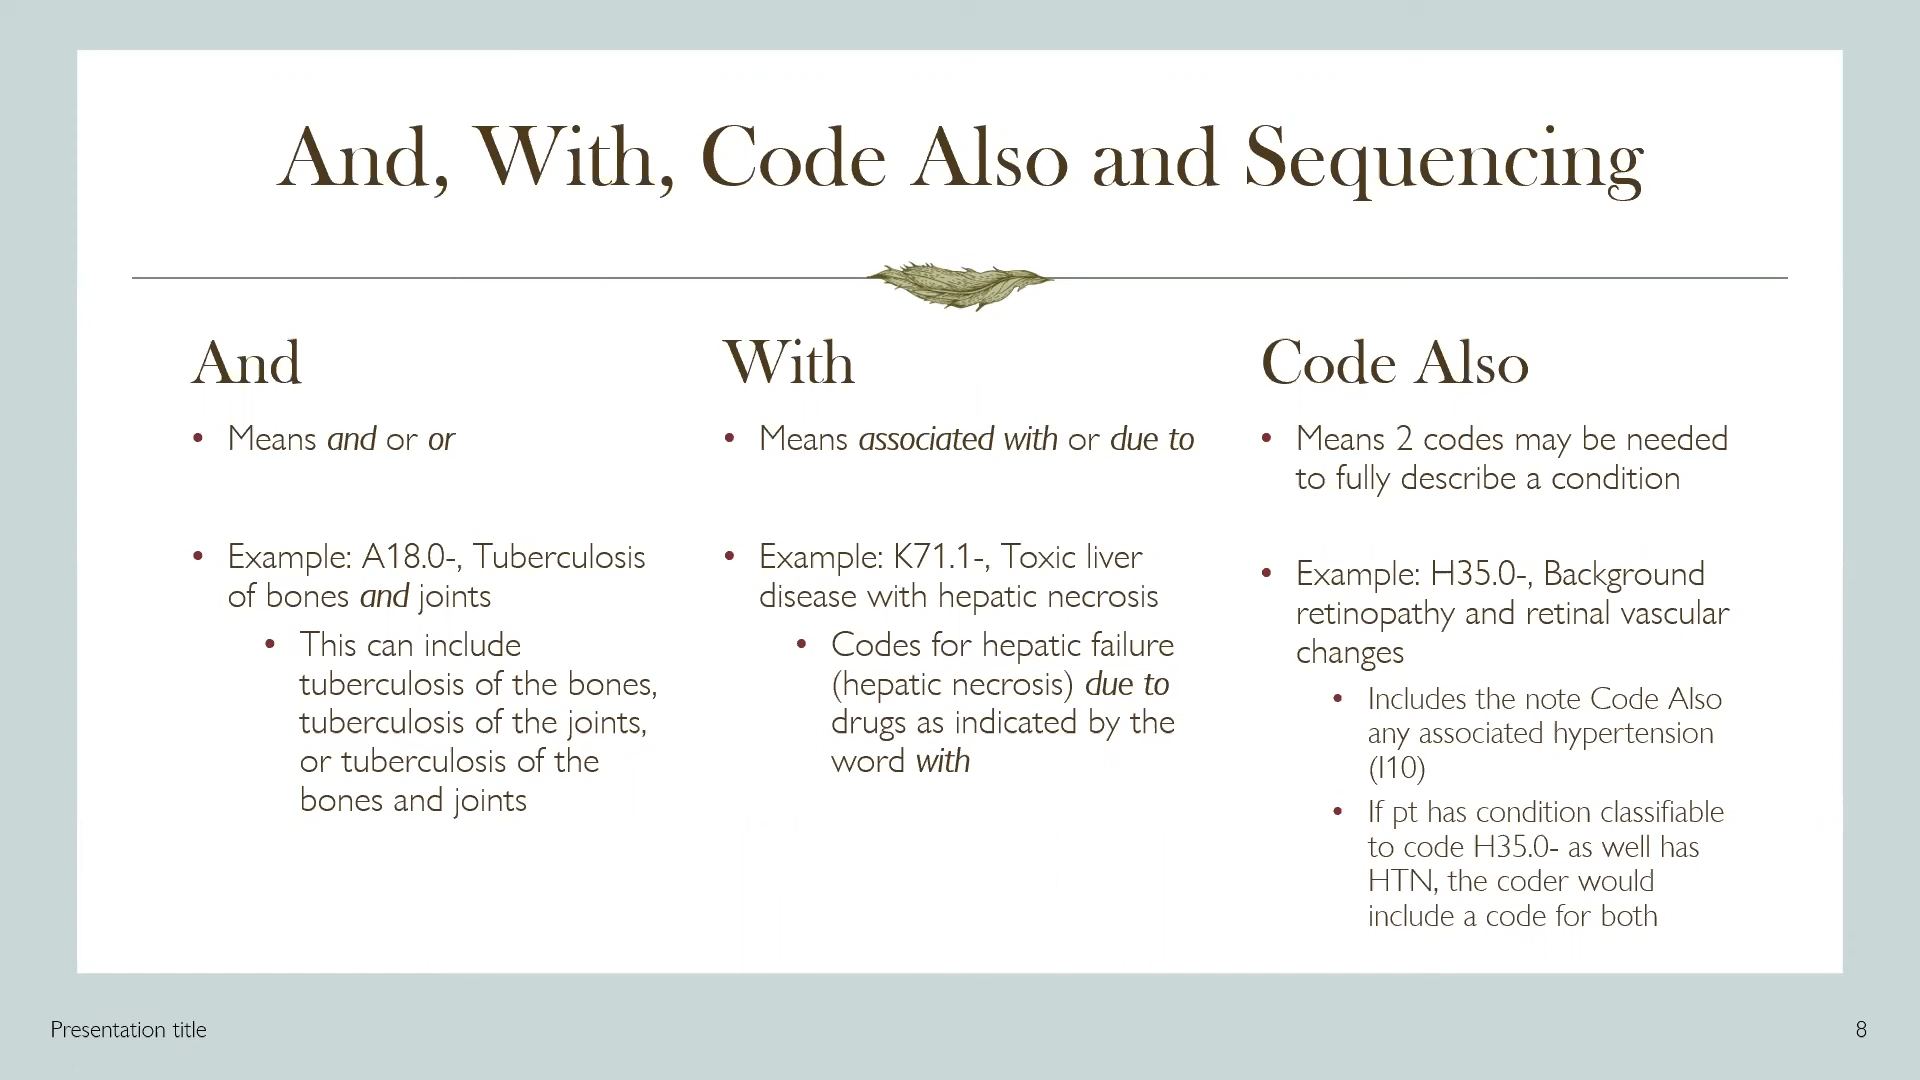 And, With, Code Also and Sequencing
And
• Means and or or
• Example: A18.0-, Tuberculosis
of bones and joints
• This can include
tuberculosis of the bones,
tuberculosis of the joints,
or tuberculosis of the
bones and joints
With
• Means associated with or due to
• Example: K71.1-, Toxic liver
disease with hepatic necrosis
• Codes for hepatic failure
(hepatic necrosis) due to
drugs as indicated by the
word with
Code Also
• Means 2 codes may be needed
to fully describe a condition
• Example: H35.0-, Background
retinopathy and retinal vascular
changes
• Includes the note Code Also
any associated hypertension
(I10)
• If pt has condition classifiable
to code H35.0- as well has
HTN, the coder would
include a code for both
Presentation title
8